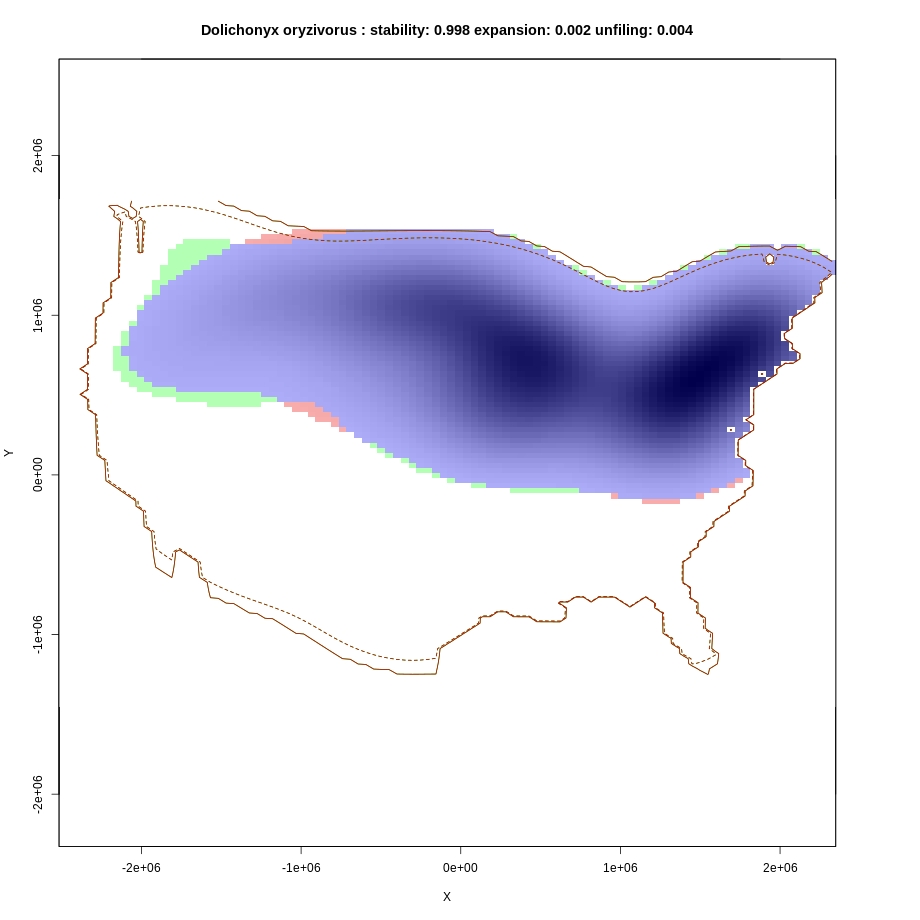 Dolichonyx oryzivorus : stability: 0.998 expansion: 0.002 unfiling: 0.004
2e+06
1e+06
0e+00
-1e+06
-2e+06
Y
-2e+06 -1e+06 0e+00 1e+06 2e+06
X